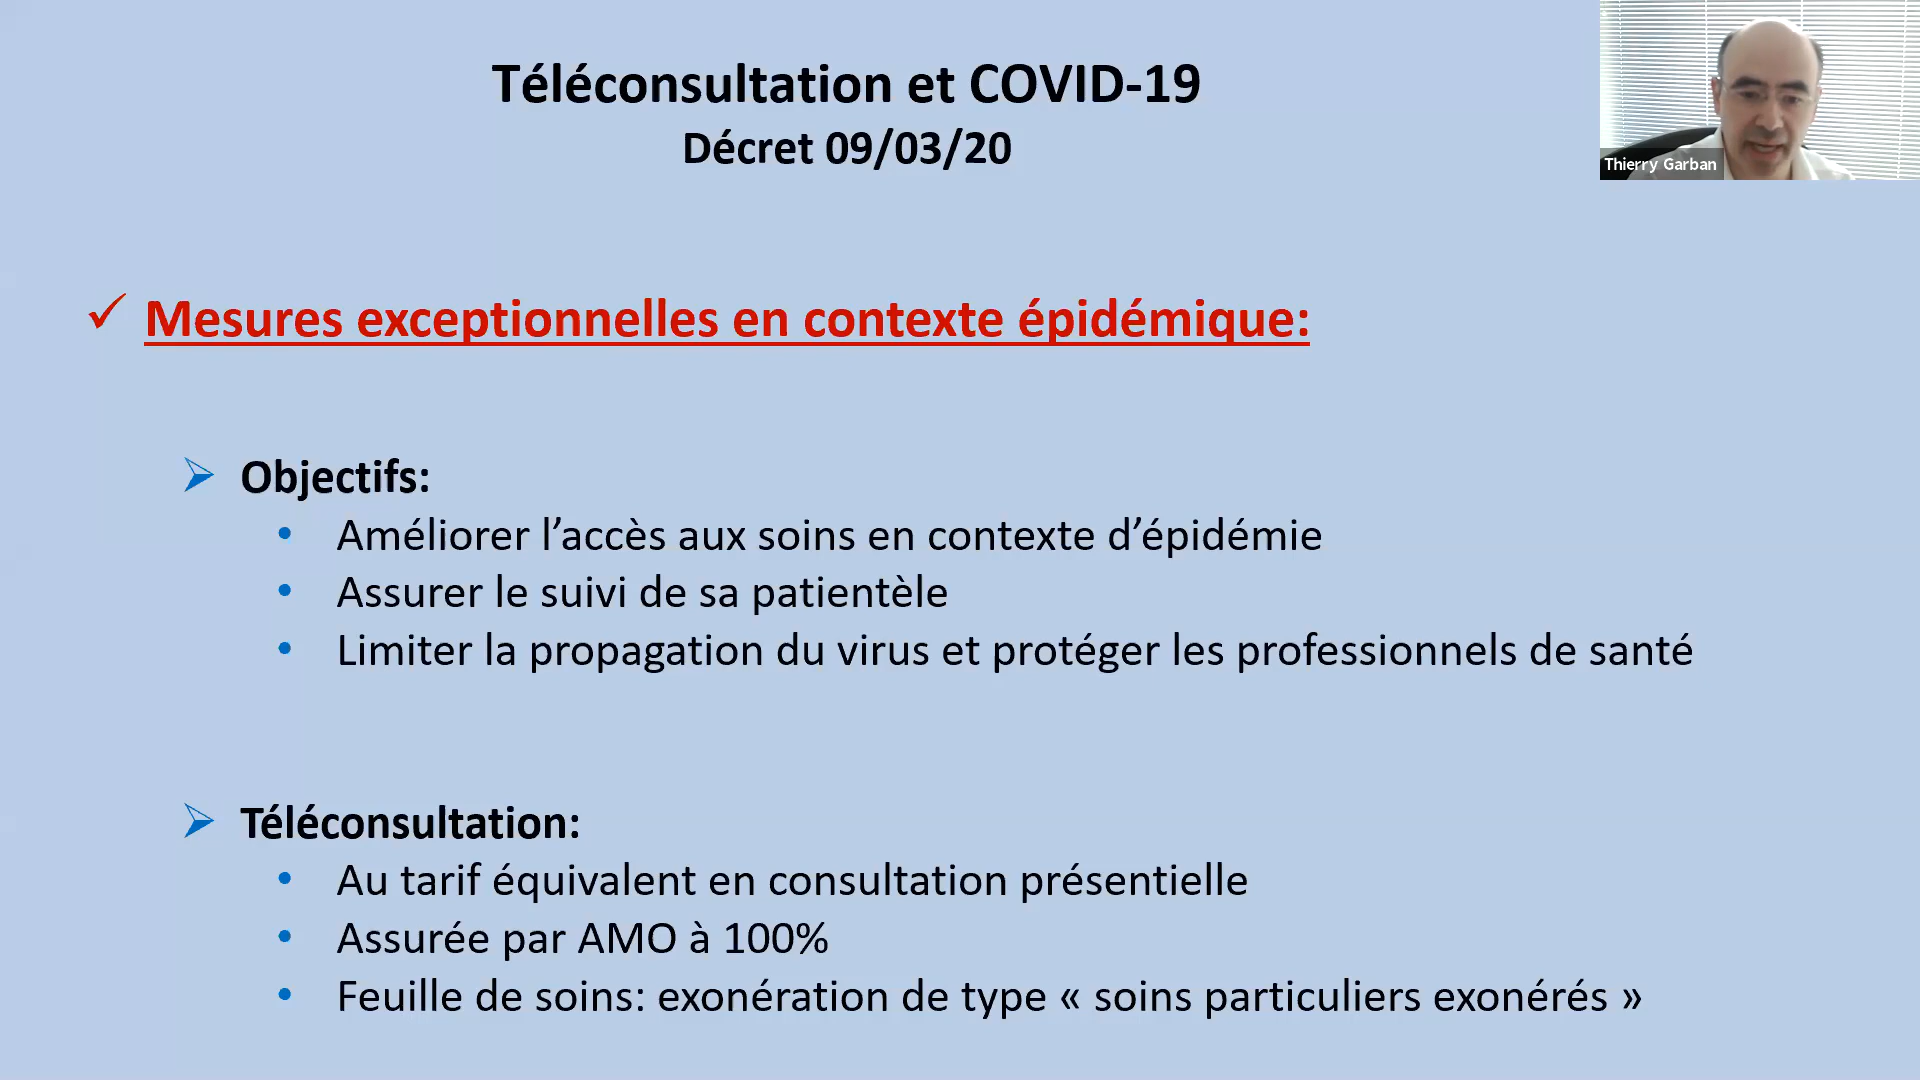 Téléconsultation et COVID-19
Décret 09/03/20
Thierry Garban
✓ Mesures exceptionnelles en contexte épidémique:
➢ Objectifs:
• Améliorer l’accès aux soins en contexte d’épidémie
• Assurer le suivi de sa patientèle
• Limiter la propagation du virus et protéger les professionnels de santé
➢ Téléconsultation:
• Au tarif équivalent en consultation présentielle
• Assurée par AMO à 100%
• Feuille de soins: exonération de type « soins particuliers exonérés »